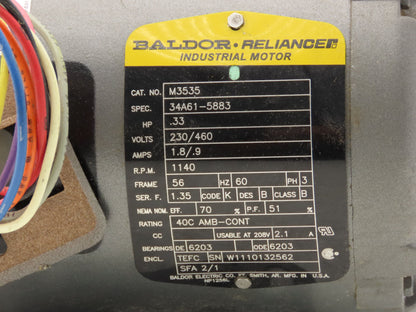 BALDOR • RELIANCE
INDUSTRIAL MOTOR
CAT. NO. M3535
SPEC. 34A61-5883
HP .33
VOLTS 230/460
AMPS 1.8/.9
R.P.M. 1140
FRAME 56 HZ 60 PH 3
SER. F. 1.35 CODE K DES B CLASS B
NEMA NOM. EFF. 70 % P.F. 51 %
RATING 40C AMB-CONT
CC USABLE AT 208V 2.1 A
BEARINGS DE 6203 ODE 6203
ENCL. TEFC SN W1110132562
SFA 2/1
BALDOR ELECTRIC CO. FT. SMITH, AR. MFG. IN U.S.A.
NP1256L